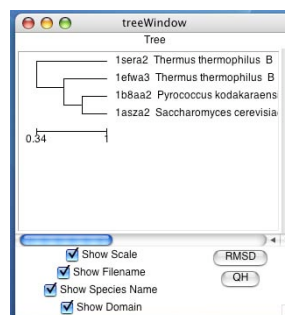 treeWindow
Tree
1sera2 Thermus thermophilus B
1efwa3 Thermus thermophilus B
1b8aa2 Pyrococcus kodakaraens
1asza2 Saccharomyces cerevisia
0.34 1
Show Scale
RMSD
Show Filename
QH
Show Species Name
Show Domain